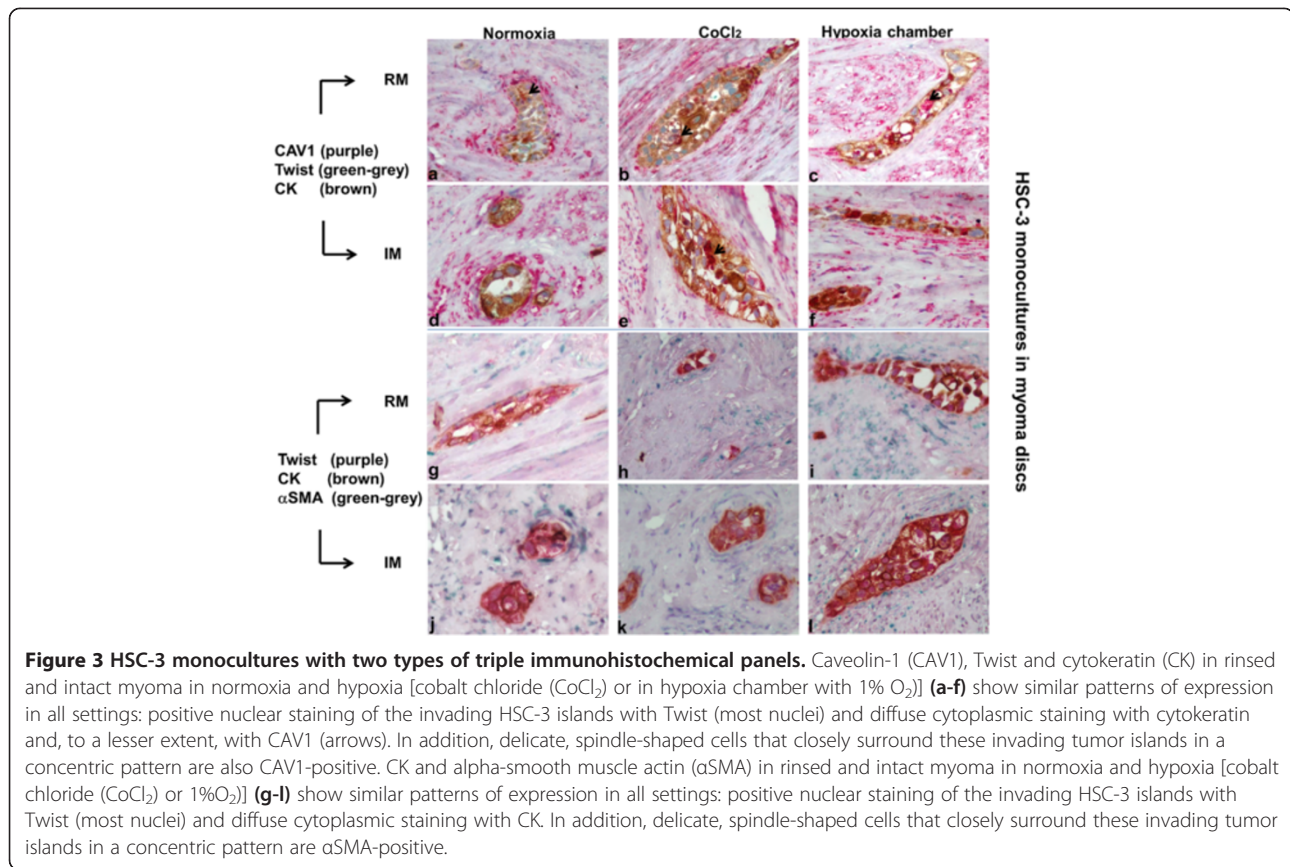 Normoxia CoCl₂ Hypoxia chamber
RM
CAV1 (purple)
Twist (green-grey)
CK (brown)
IM
a b c
d e f
RM
Twist (purple)
CK (brown)
αSMA (green-grey)
IM
g h i
j k l
HSC-3 monocultures in myoma discs
Figure 3 HSC-3 monocultures with two types of triple immunohistochemical panels. Caveolin-1 (CAV1), Twist and cytokeratin (CK) in rinsed
and intact myoma in normoxia and hypoxia [cobalt chloride (CoCl₂) or in hypoxia chamber with 1% O₂)] (a-f) show similar patterns of expression
in all settings: positive nuclear staining of the invading HSC-3 islands with Twist (most nuclei) and diffuse cytoplasmic staining with cytokeratin
and, to a lesser extent, with CAV1 (arrows). In addition, delicate, spindle-shaped cells that closely surround these invading tumor islands in a
concentric pattern are also CAV1-positive. CK and alpha-smooth muscle actin (αSMA) in rinsed and intact myoma in normoxia and hypoxia [cobalt
chloride (CoCl₂) or 1%O₂)] (g-l) show similar patterns of expression in all settings: positive nuclear staining of the invading HSC-3 islands with
Twist (most nuclei) and diffuse cytoplasmic staining with CK. In addition, delicate, spindle-shaped cells that closely surround these invading tumor
islands in a concentric pattern are αSMA-positive.